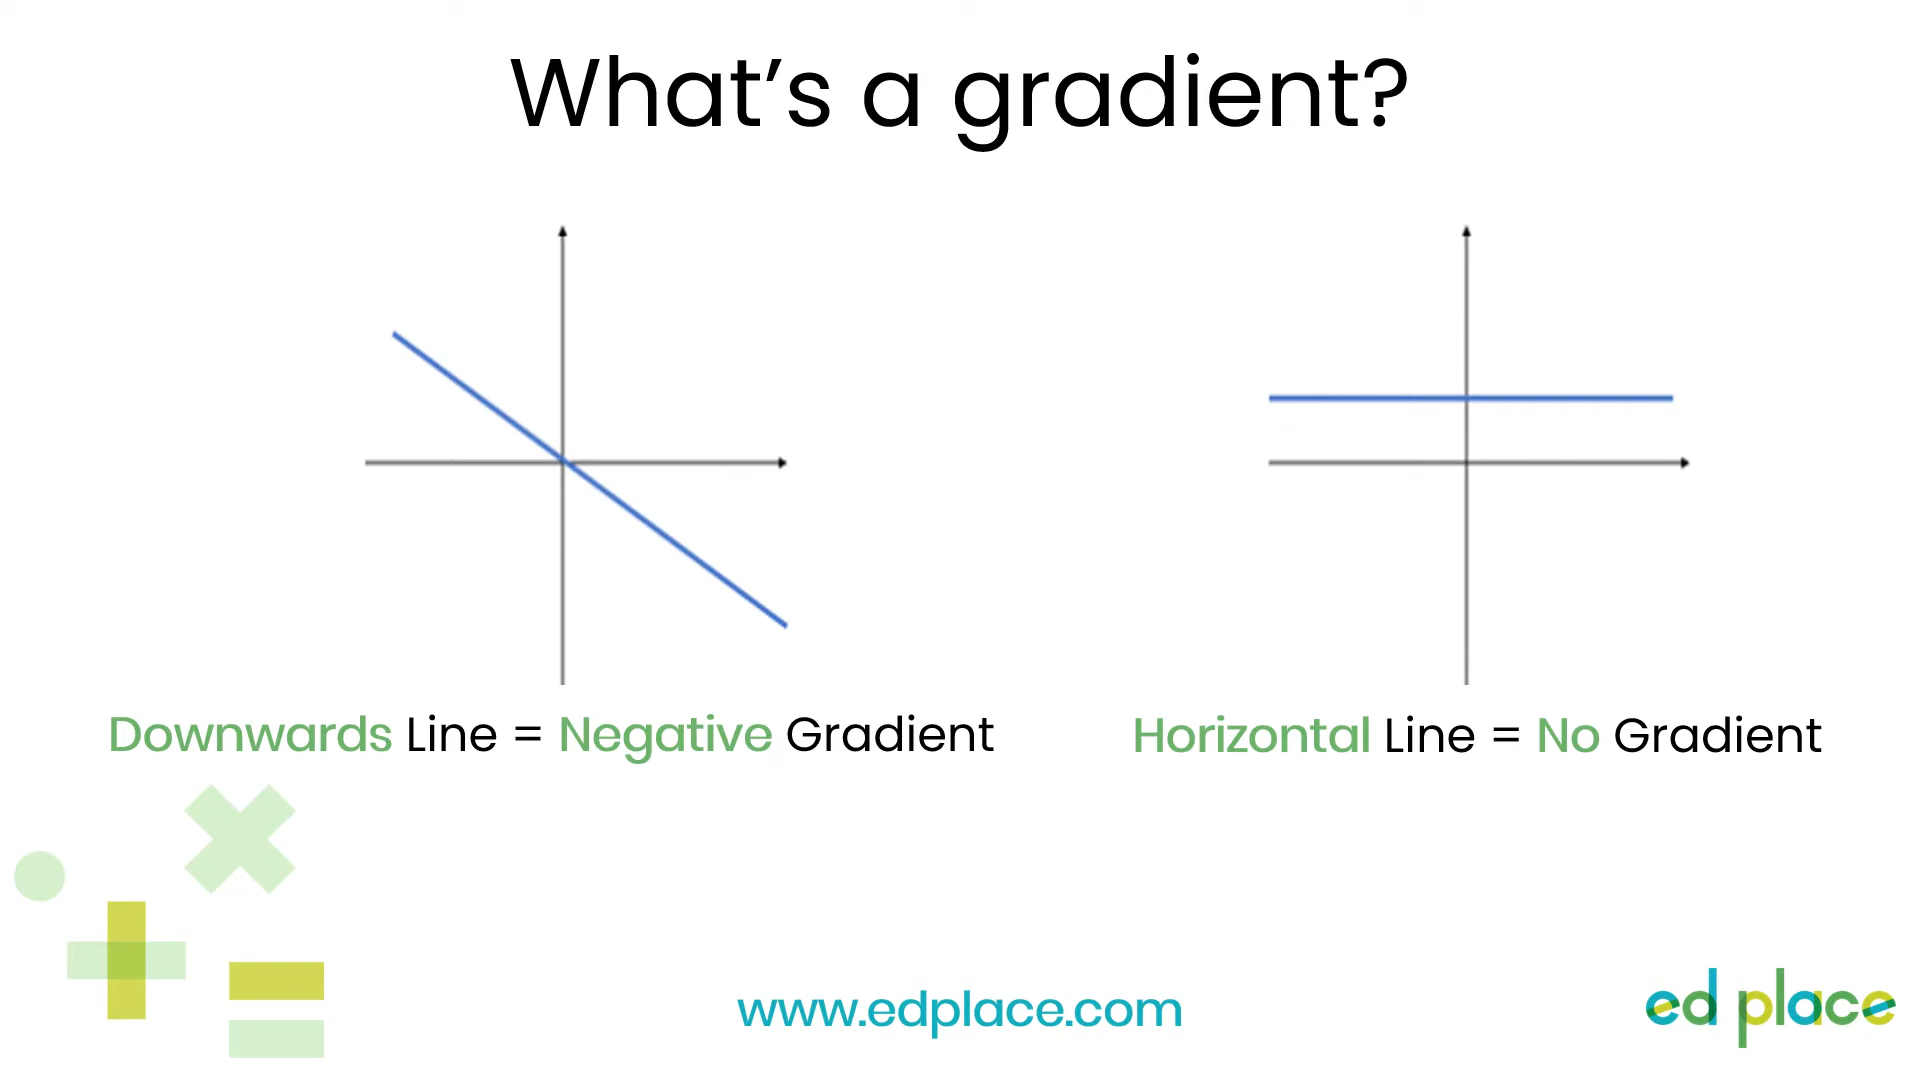 What’s a gradient?
Downwards Line = Negative Gradient
Horizontal Line = No Gradient
www.edplace.com
ed place